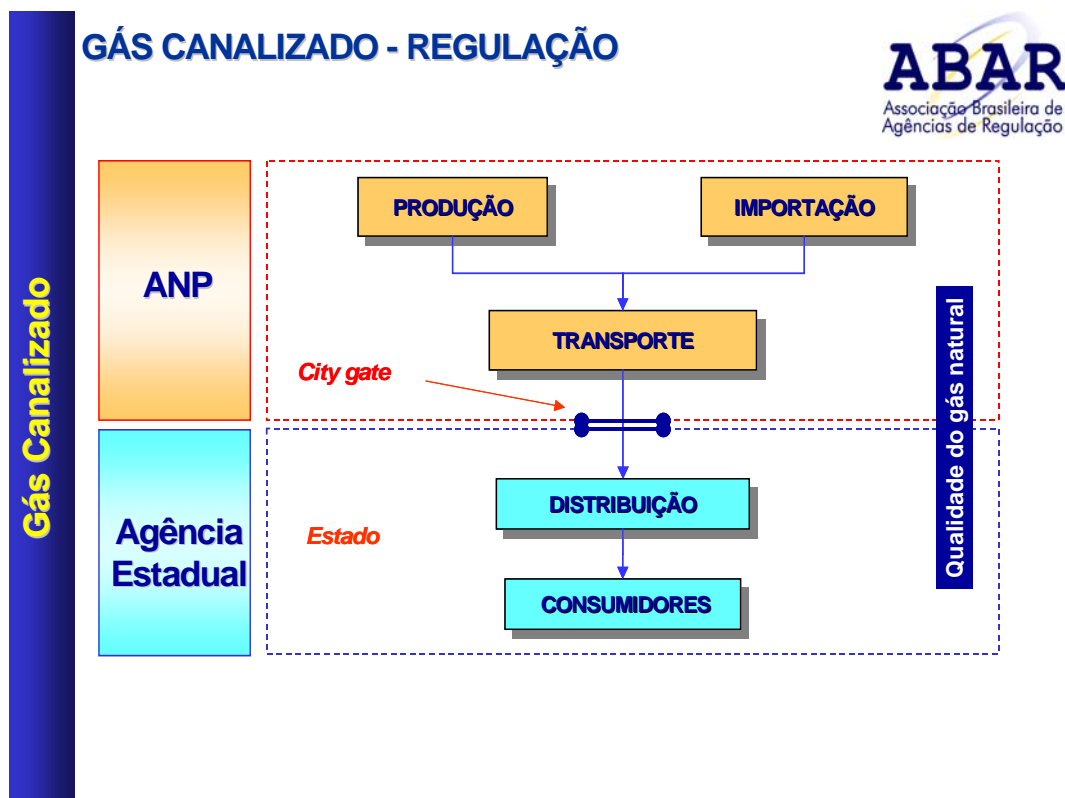 GÁS CANALIZADO - REGULAÇÃO
ABAR
Associação Brasileira de
Agências de Regulação
Gás Canalizado
ANP
PRODUÇÃO
IMPORTAÇÃO
TRANSPORTE
City gate
Qualidade do gás natural
Agência
Estadual
Estado
DISTRIBUIÇÃO
CONSUMIDORES